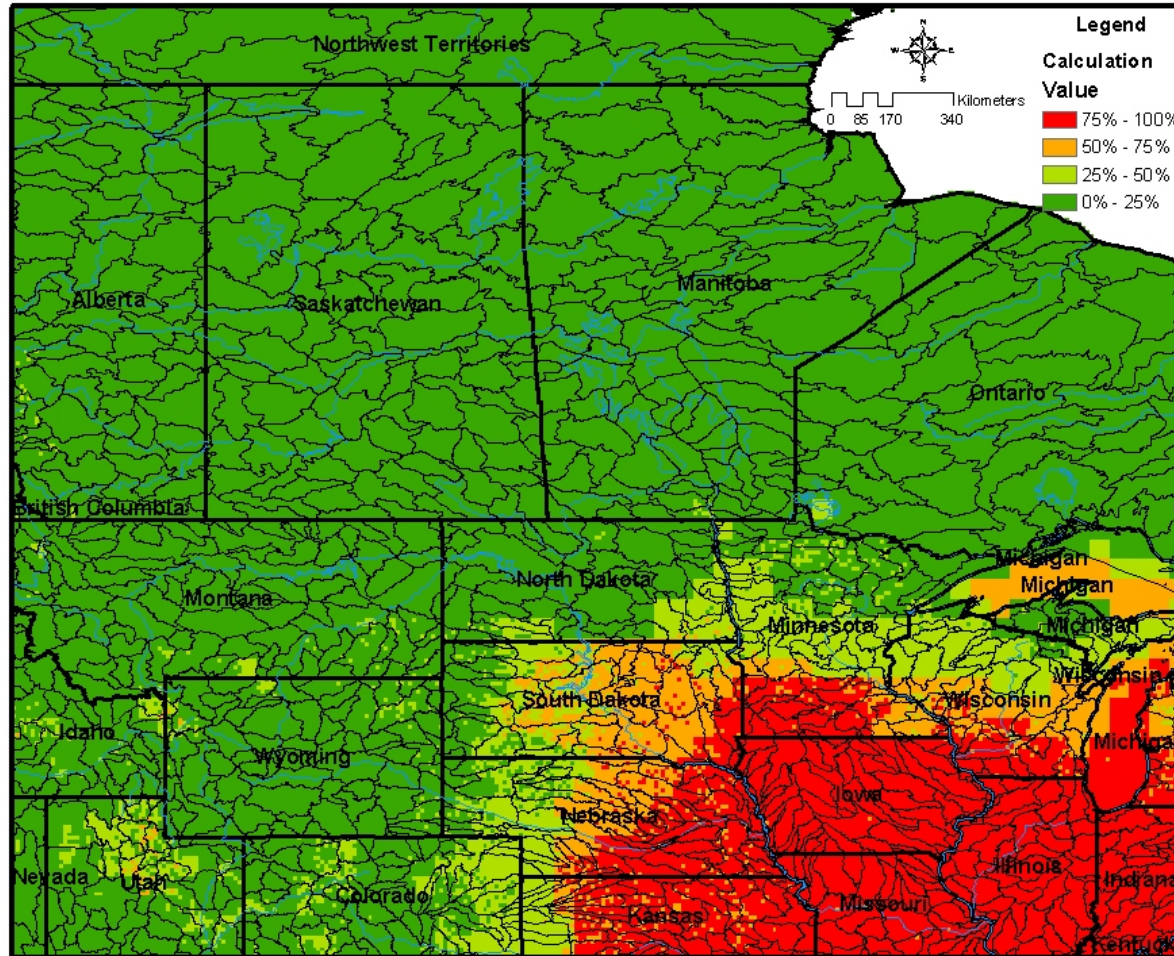 Northwest Territories
N
W
E
S
Kilometers
0 85 170 340
Legend
Calculation
Value
75% - 100%
50% - 75%
25% - 50%
0% - 25%
Alberta
Saskatchewan
Manitoba
Ontario
British Columbia
Montana
North Dakota
Minnesota
Michigan
Michigan
Michigan
Wisconsin
Idaho
Wyoming
South Dakota
Wisconsin
Michiga
Nebraska
Iowa
Nevada
Utah
Colorado
Kansas
Missouri
Illinois
Indiana
Kentuck